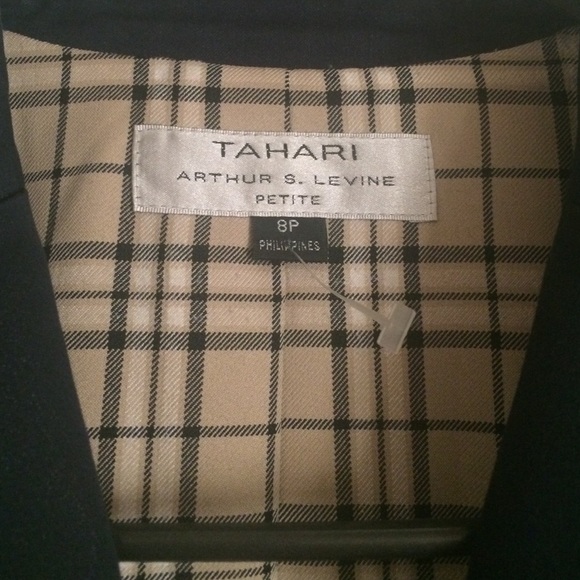 TAHARI
ARTHUR S. LEVINE
PETITE
8P
PHILIPPINES